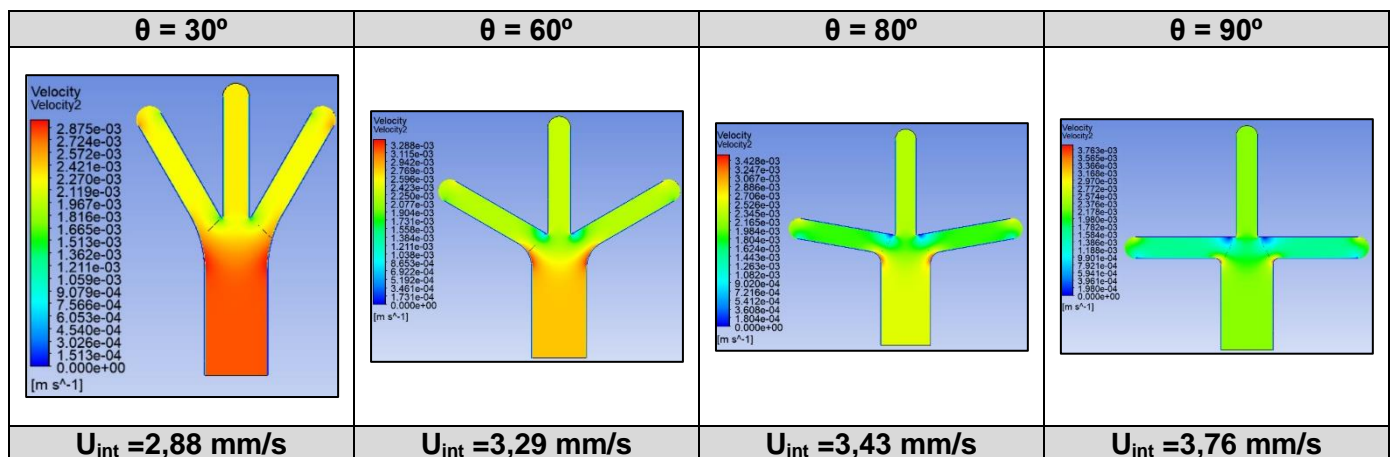 θ = 30º
θ = 60º
θ = 80º
θ = 90º
Velocity
Velocity2
2.875e-03
2.724e-03
2.572e-03
2.421e-03
2.270e-03
2.119e-03
1.967e-03
1.816e-03
1.665e-03
1.513e-03
1.362e-03
1.211e-03
1.059e-03
9.079e-04
7.566e-04
6.053e-04
4.540e-04
3.026e-04
1.513e-04
0.000e+00
[m s^-1]
Velocity
Velocity2
3.288e-03
3.115e-03
2.942e-03
2.769e-03
2.596e-03
2.423e-03
2.250e-03
2.077e-03
1.904e-03
1.731e-03
1.558e-03
1.384e-03
1.211e-03
1.038e-03
8.653e-04
6.922e-04
5.192e-04
3.461e-04
1.731e-04
0.000e+00
[m s^-1]
Velocity
Velocity2
3.428e-03
3.247e-03
3.067e-03
2.886e-03
2.706e-03
2.526e-03
2.345e-03
2.165e-03
1.984e-03
1.804e-03
1.624e-03
1.443e-03
1.263e-03
1.082e-03
9.020e-04
7.216e-04
5.412e-04
3.608e-04
1.804e-04
0.000e+00
[m s^-1]
Velocity
Velocity2
3.763e-03
3.565e-03
3.366e-03
3.168e-03
2.970e-03
2.772e-03
2.574e-03
2.376e-03
2.178e-03
1.980e-03
1.782e-03
1.584e-03
1.386e-03
1.188e-03
9.901e-04
7.921e-04
5.941e-04
3.961e-04
1.980e-04
0.000e+00
[m s^-1]
Uint =2,88 mm/s
Uint =3,29 mm/s
Uint =3,43 mm/s
Uint =3,76 mm/s